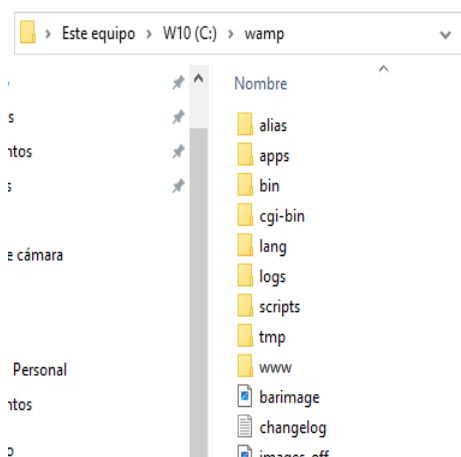 Este equipo > W10 (C:) > wamp
Nombre
s
alias
ntos
apps
s
bin
cgi-bin
lang
e cámara
logs
scripts
tmp
Personal
www
ntos
barimage
changelog
o
images_off